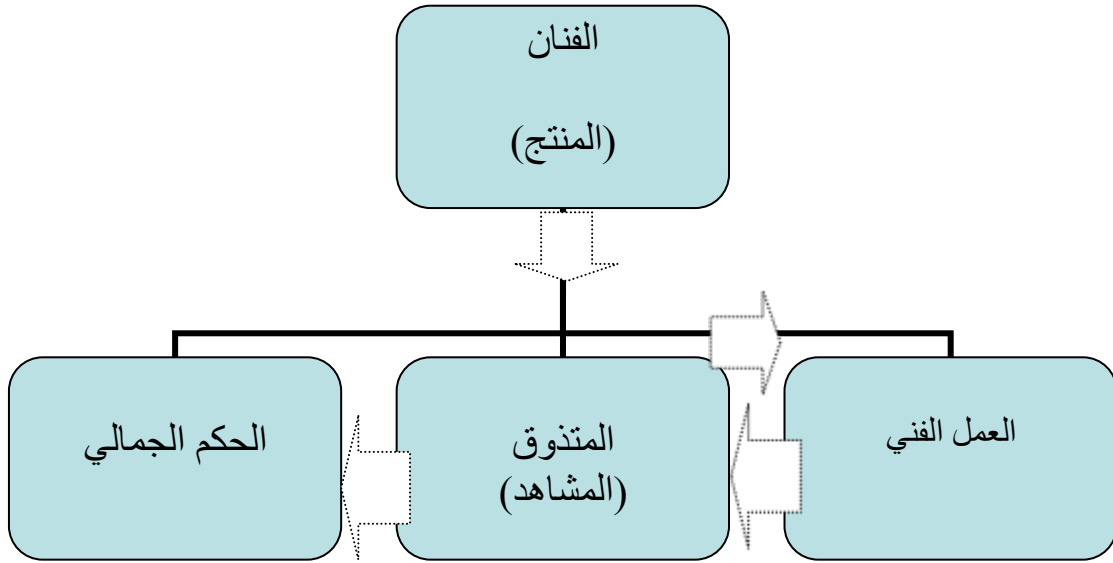 الفنان
(المنتج)
العمل الفني
المتذوق
(المشاهد)
الحكم الجمالي